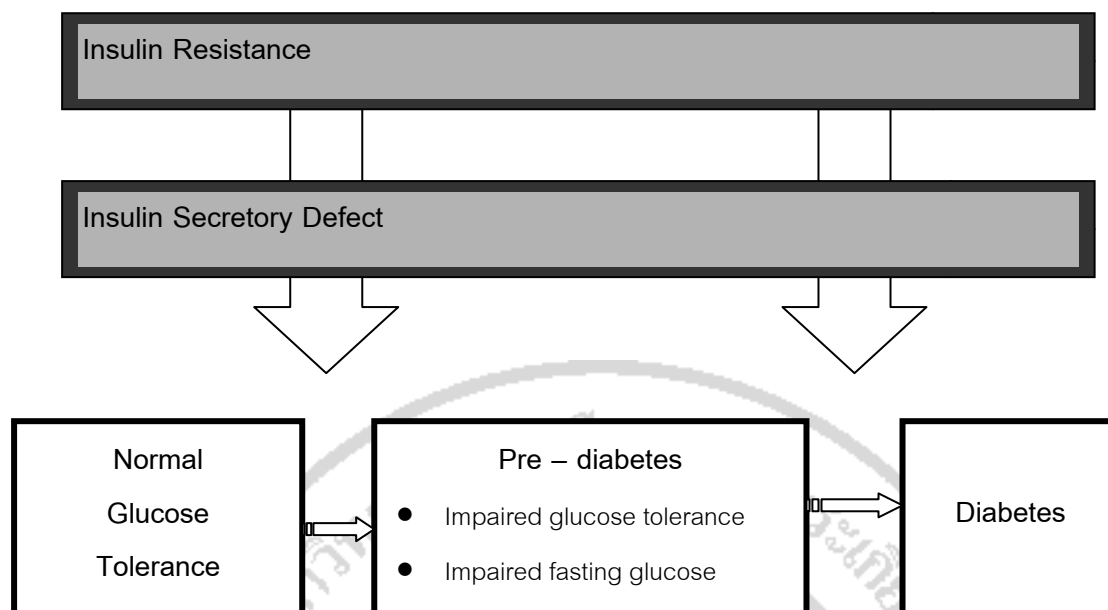 Insulin Resistance
Insulin Secretory Defect
Normal
Glucose
Tolerance
Pre – diabetes
● Impaired glucose tolerance
● Impaired fasting glucose
Diabetes